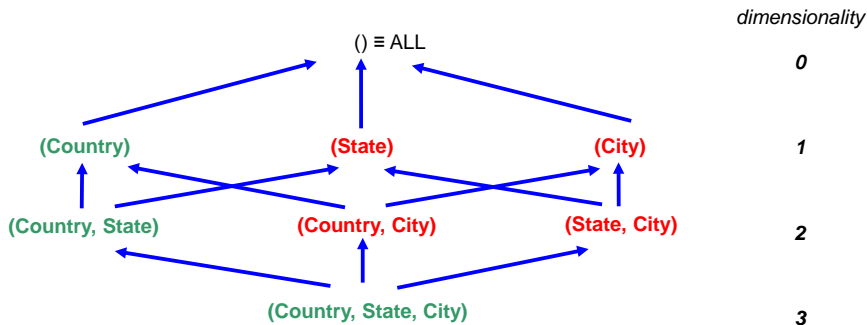 dimensionality
() ≡ ALL
0
(Country) (State) (City) 1
(Country, State) (Country, City) (State, City) 2
(Country, State, City)
3